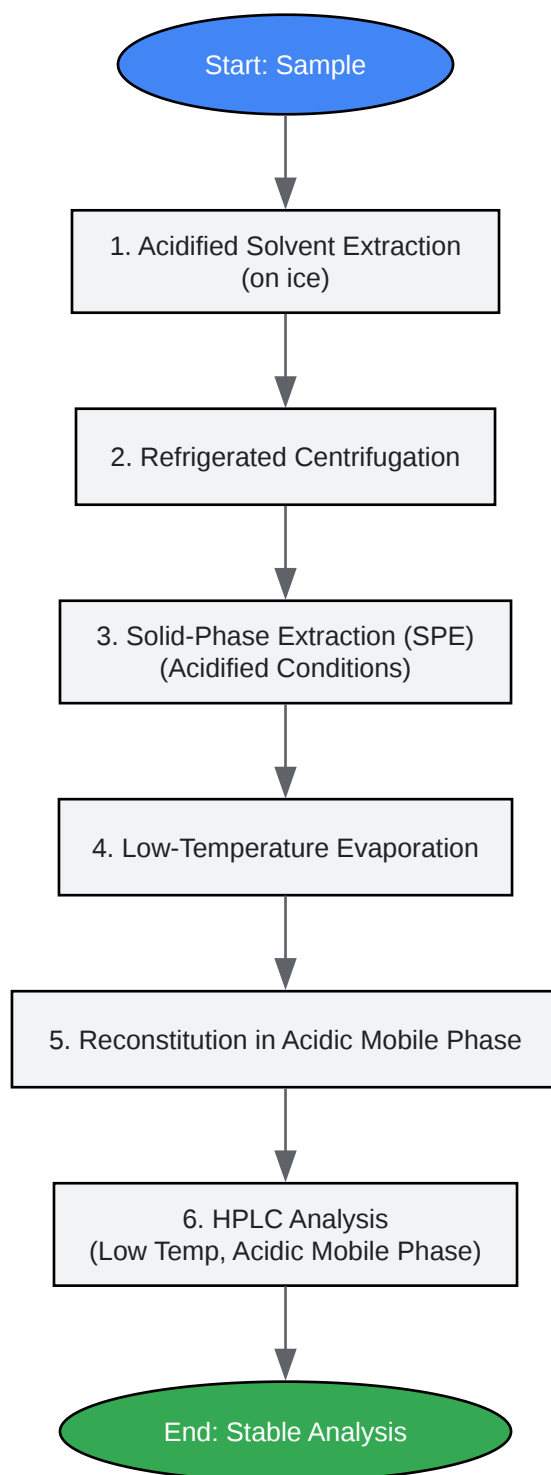 Start: Sample
1. Acidified Solvent Extraction
(on ice)
2. Refrigerated Centrifugation
3. Solid-Phase Extraction (SPE)
(Acidified Conditions)
4. Low-Temperature Evaporation
5. Reconstitution in Acidic Mobile Phase
6. HPLC Analysis
(Low Temp, Acidic Mobile Phase)
End: Stable Analysis